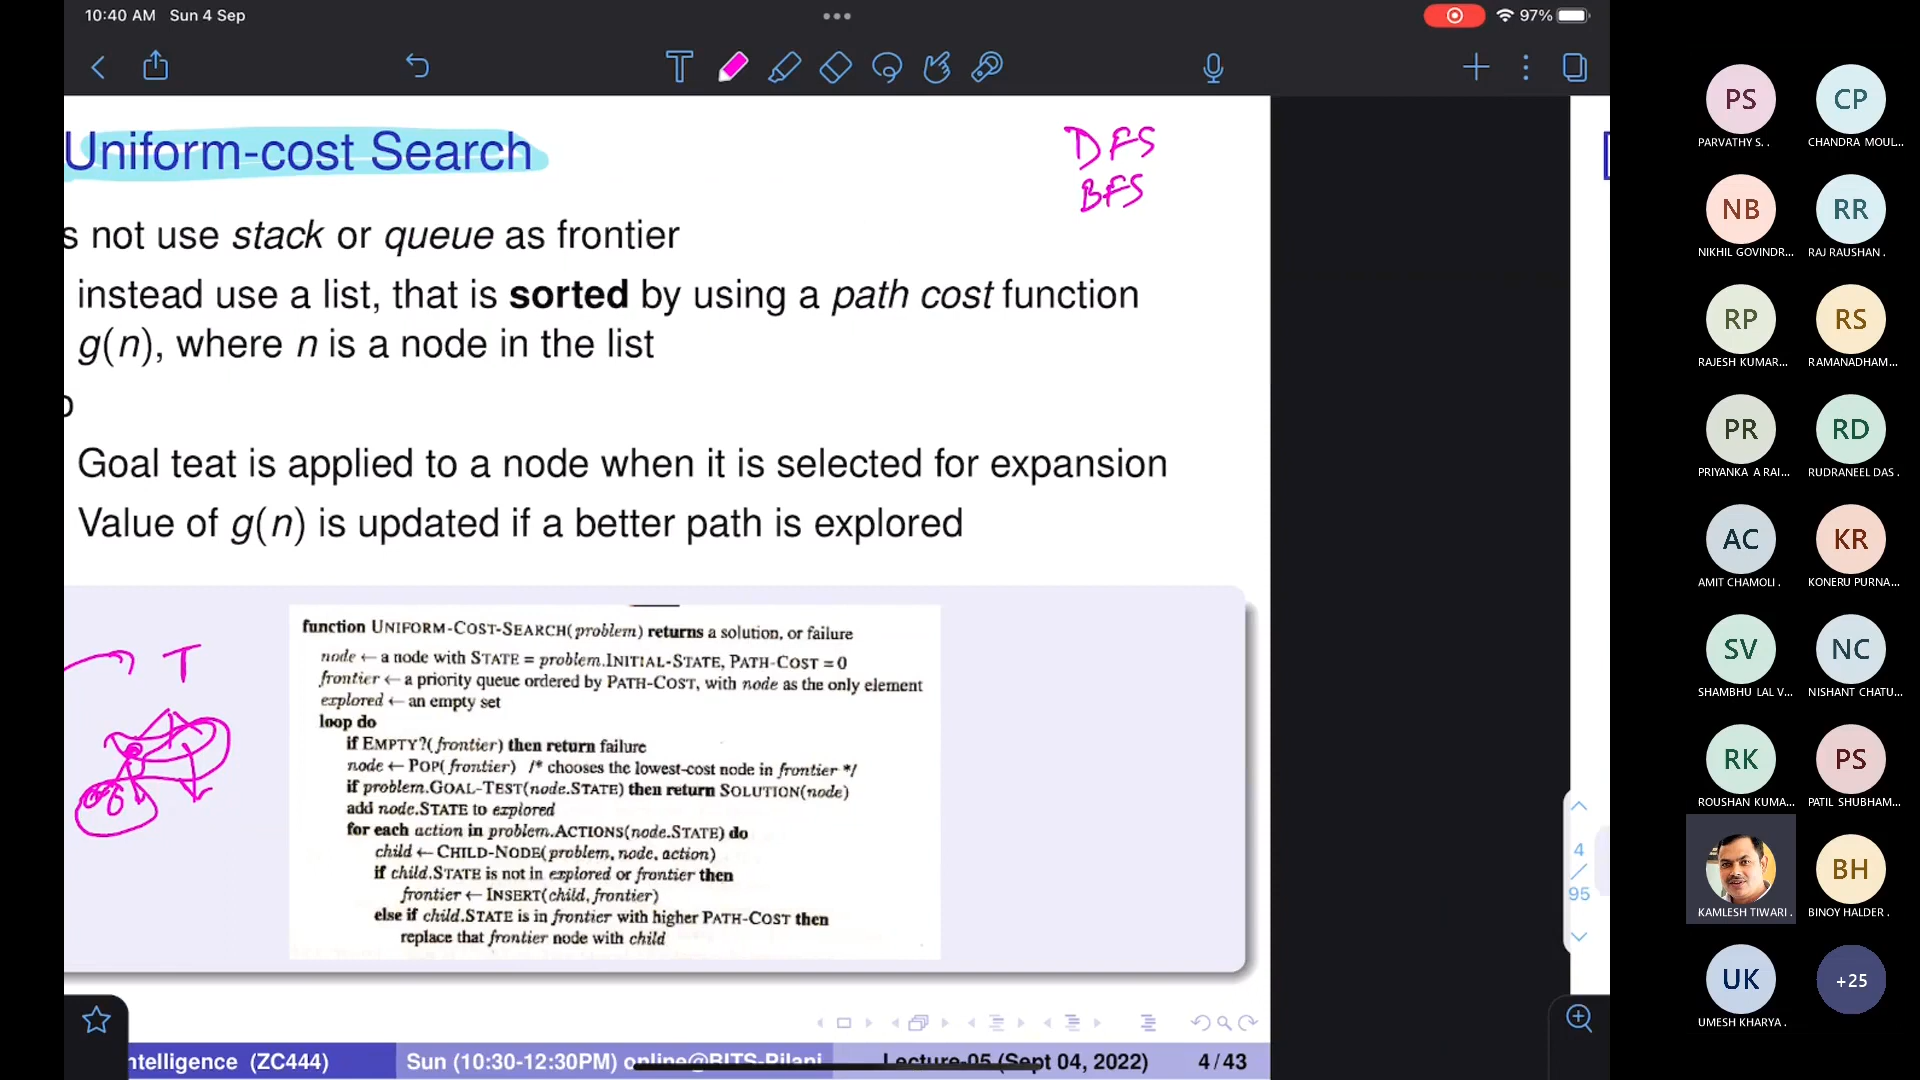 10:40 AM Sun 4 Sep
97%
Uniform-cost Search
DFS
BFS
s not use stack or queue as frontier
instead use a list, that is sorted by using a path cost function
g(n), where n is a node in the list
Goal teat is applied to a node when it is selected for expansion
Value of g(n) is updated if a better path is explored
T
function UNIFORM-COST-SEARCH(problem) returns a solution, or failure
node ← a node with STATE = problem.INITIAL-STATE, PATH-COST = 0
frontier ← a priority queue ordered by PATH-COST, with node as the only element
explored ← an empty set
loop do
if EMPTY?(frontier) then return failure
node ← POP(frontier) /* chooses the lowest-cost node in frontier */
if problem.GOAL-TEST(node.STATE) then return SOLUTION(node)
add node.STATE to explored
for each action in problem.ACTIONS(node.STATE) do
child ← CHILD-NODE(problem, node, action)
if child.STATE is not in explored or frontier then
frontier ← INSERT(child, frontier)
else if child.STATE is in frontier with higher PATH-COST then
replace that frontier node with child
4
/
95
ntelligence (ZC444) Sun (10:30-12:30PM) online@BITS-Pilani Lecture-05 (Sept 04, 2022) 4/43
PS CP
PARVATHY S. . CHANDRA MOUL...
NB RR
NIKHIL GOVINDR... RAJ RAUSHAN .
RP RS
RAJESH KUMAR... RAMANADHAM...
PR RD
PRIYANKA A RAI... RUDRANEEL DAS .
AC KR
AMIT CHAMOLI . KONERU PURNA...
SV NC
SHAMBHU LAL V... NISHANT CHATU...
RK PS
ROUSHAN KUMA... PATIL SHUBHAM...
BH
KAMLESH TIWARI . BINOY HALDER .
UK +25
UMESH KHARYA .